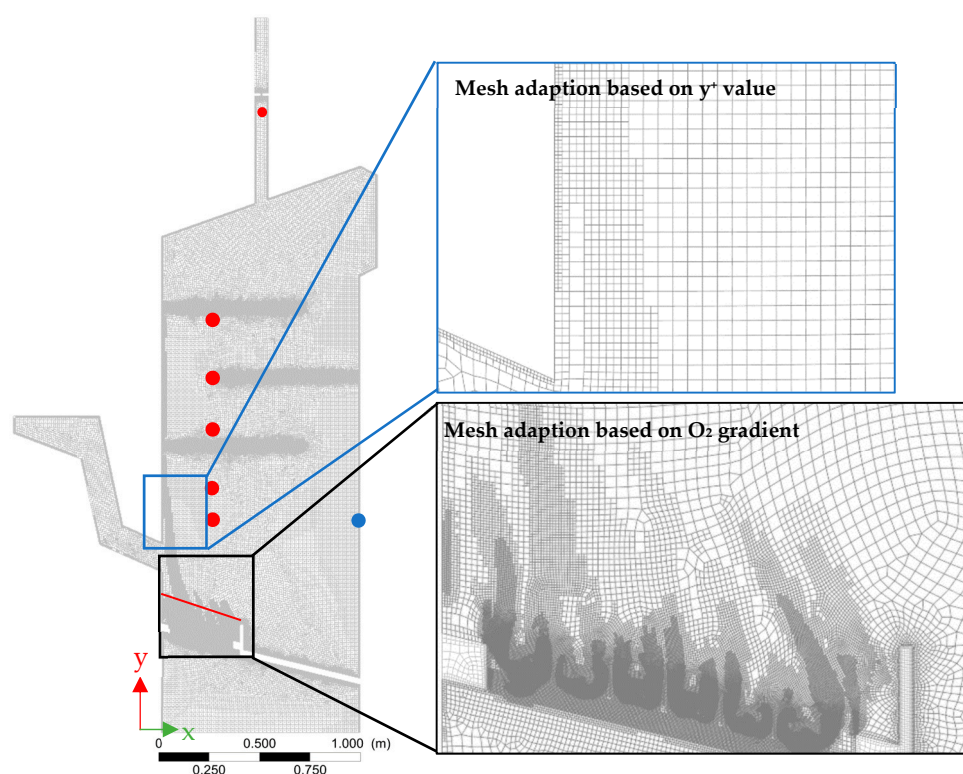 Mesh adaption based on y⁺ value
Mesh adaption based on O₂ gradient
y
x
0 0.500 1.000 (m)
0.250 0.750